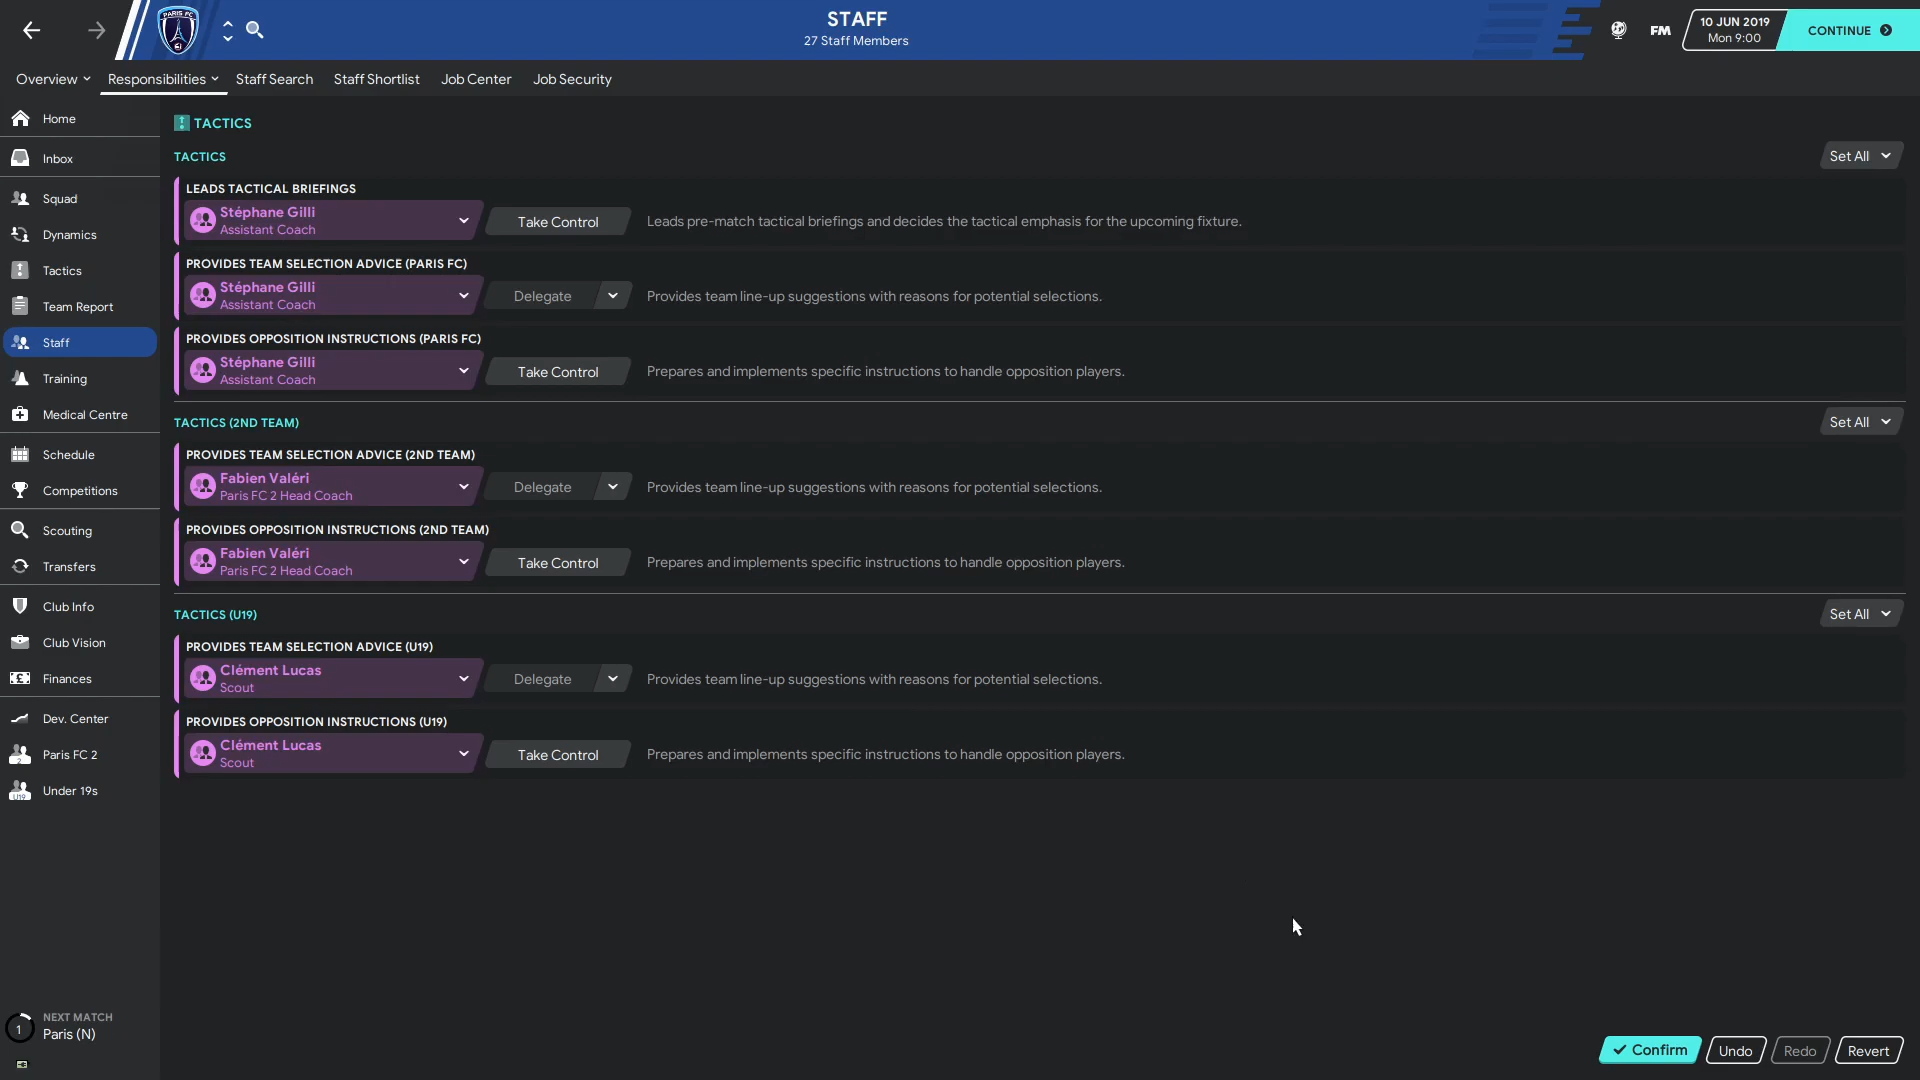 PARIS FC
STAFF
27 Staff Members
FM
10 JUN 2019
Mon 9:00
CONTINUE
Overview
Responsibilities
Staff Search
Staff Shortlist
Job Center
Job Security
Home
Inbox
Squad
Dynamics
Tactics
Team Report
Staff
Training
Medical Centre
Schedule
Competitions
Scouting
Transfers
Club Info
Club Vision
Finances
Dev. Center
2
Paris FC 2
U19
Under 19s
1
NEXT MATCH
Paris (N)
TACTICS
TACTICS
Set All
LEADS TACTICAL BRIEFINGS
Stéphane Gilli
Assistant Coach
Take Control
Leads pre-match tactical briefings and decides the tactical emphasis for the upcoming fixture.
PROVIDES TEAM SELECTION ADVICE (PARIS FC)
Stéphane Gilli
Assistant Coach
Delegate
Provides team line-up suggestions with reasons for potential selections.
PROVIDES OPPOSITION INSTRUCTIONS (PARIS FC)
Stéphane Gilli
Assistant Coach
Take Control
Prepares and implements specific instructions to handle opposition players.
TACTICS (2ND TEAM)
Set All
PROVIDES TEAM SELECTION ADVICE (2ND TEAM)
Fabien Valéri
Paris FC 2 Head Coach
Delegate
Provides team line-up suggestions with reasons for potential selections.
PROVIDES OPPOSITION INSTRUCTIONS (2ND TEAM)
Fabien Valéri
Paris FC 2 Head Coach
Take Control
Prepares and implements specific instructions to handle opposition players.
TACTICS (U19)
Set All
PROVIDES TEAM SELECTION ADVICE (U19)
Clément Lucas
Scout
Delegate
Provides team line-up suggestions with reasons for potential selections.
PROVIDES OPPOSITION INSTRUCTIONS (U19)
Clément Lucas
Scout
Take Control
Prepares and implements specific instructions to handle opposition players.
Confirm
Undo
Redo
Revert